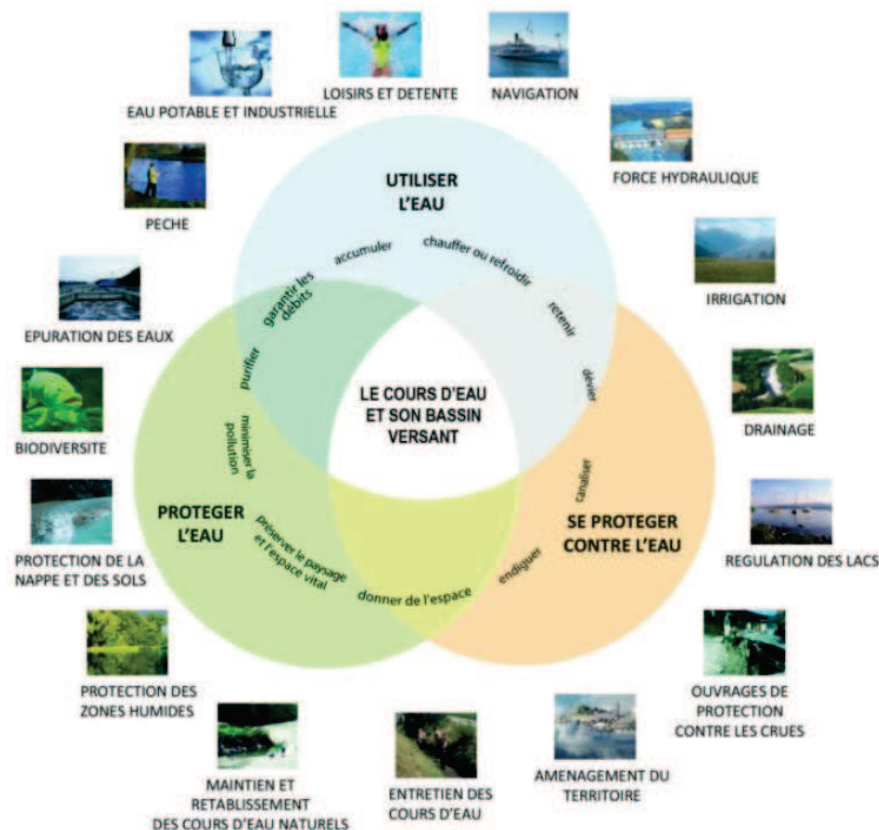 EAU POTABLE ET INDUSTRIELLE
LOISIRS ET DETENTE
NAVIGATION
FORCE HYDRAULIQUE
IRRIGATION
DRAINAGE
REGULATION DES LACS
OUVRAGES DE
PROTECTION
CONTRE LES CRUES
AMENAGEMENT DU
TERRITOIRE
ENTRETIEN DES
COURS D'EAU
MAINTIEN ET
RETABLISSEMENT
DES COURS D'EAU NATURELS
PROTECTION DES
ZONES HUMIDES
PROTECTION DE LA
NAPPE ET DES SOLS
BIODIVERSITE
EPURATION DES EAUX
PECHE
UTILISER
L'EAU
accumuler
chauffer ou refroidir
retenir
dévier
canaliser
endiguer
donner de l'espace
préserver le paysage
et l'espace vital
minimiser la
pollution
purifier
garantir les
débits
LE COURS D'EAU
ET SON BASSIN
VERSANT
PROTEGER
L'EAU
SE PROTEGER
CONTRE L'EAU